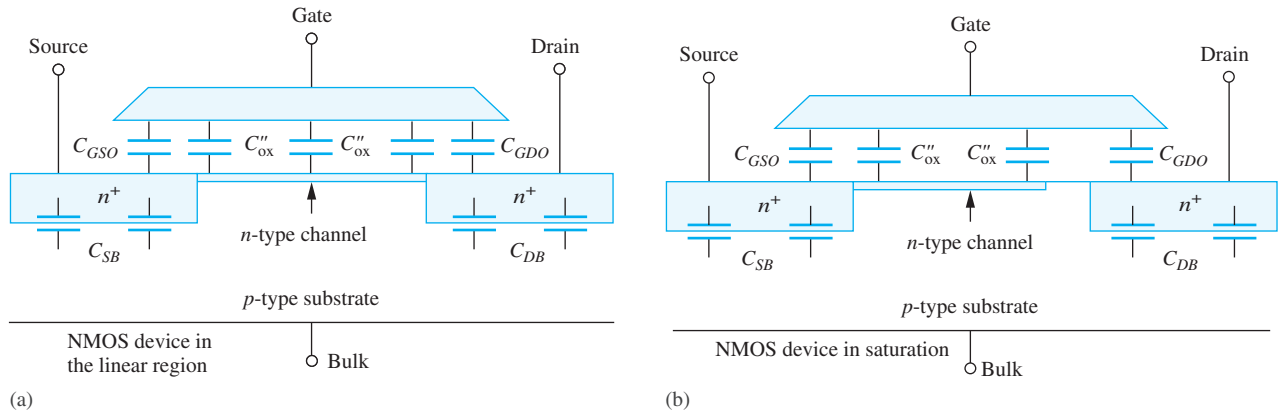 Gate
Source
Drain
C_GSO
C″_ox
C″_ox
C_GDO
n⁺
n⁺
n-type channel
C_SB
C_DB
p-type substrate
NMOS device in
the linear region
Bulk
(a)
Gate
Source
Drain
C_GSO
C″_ox
C″_ox
C_GDO
n⁺
n⁺
n-type channel
C_SB
C_DB
p-type substrate
NMOS device in saturation
Bulk
(b)